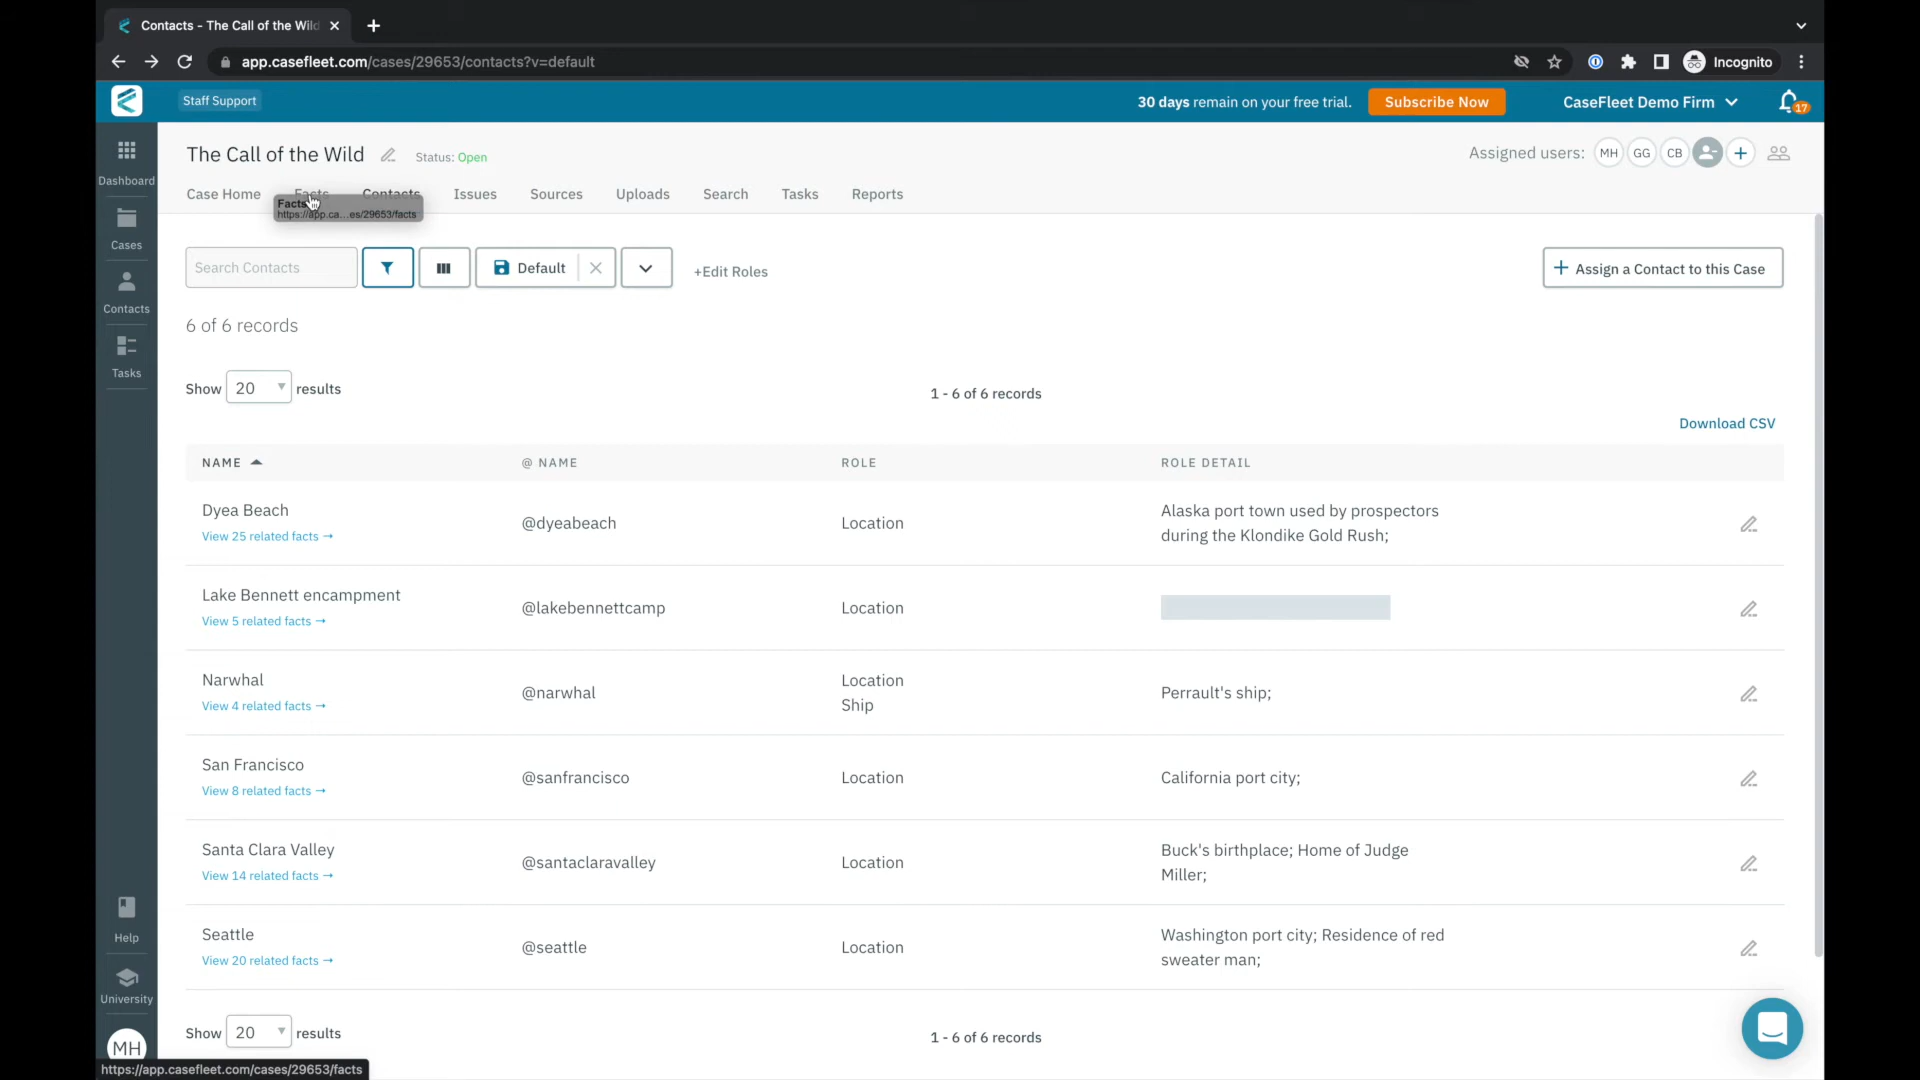 Contacts - The Call of the Wild
app.casefleet.com/cases/29653/contacts?v=default
Incognito
Staff Support
30 days remain on your free trial.
Subscribe Now
CaseFleet Demo Firm
17
Dashboard
Cases
Contacts
Tasks
Help
University
MH
The Call of the Wild
Status: Open
Assigned users:
MH
GG
CB
Case Home
Facts
Contacts
Issues
Sources
Uploads
Search
Tasks
Reports
Facts
https://app.ca...es/29653/facts
Search Contacts
Default
+Edit Roles
+ Assign a Contact to this Case
6 of 6 records
Show 20 results
1 - 6 of 6 records
Download CSV
NAME
@ NAME
ROLE
ROLE DETAIL
Dyea Beach
View 25 related facts →
@dyeabeach
Location
Alaska port town used by prospectors
during the Klondike Gold Rush;
Lake Bennett encampment
View 5 related facts →
@lakebennettcamp
Location
Narwhal
View 4 related facts →
@narwhal
Location
Ship
Perrault's ship;
San Francisco
View 8 related facts →
@sanfrancisco
Location
California port city;
Santa Clara Valley
View 14 related facts →
@santaclaravalley
Location
Buck's birthplace; Home of Judge
Miller;
Seattle
View 20 related facts →
@seattle
Location
Washington port city; Residence of red
sweater man;
Show 20 results
1 - 6 of 6 records
https://app.casefleet.com/cases/29653/facts